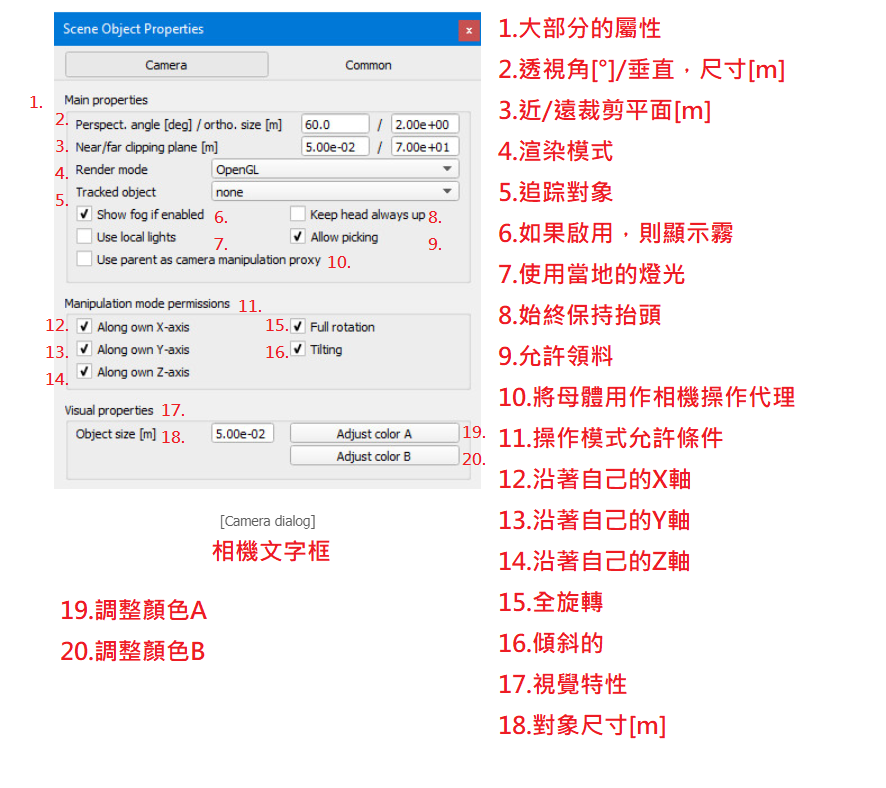 Scene Object Properties x
Camera Common
1. Main properties
2. Perspect. angle [deg] / ortho. size [m] 60.0 / 2.00e+00
3. Near/far clipping plane [m] 5.00e-02 / 7.00e+01
4. Render mode OpenGL
5. Tracked object none
Show fog if enabled 6. Keep head always up 8.
Use local lights 7. Allow picking 9.
Use parent as camera manipulation proxy 10.
Manipulation mode permissions 11.
12. Along own X-axis 15. Full rotation
13. Along own Y-axis 16. Tilting
14. Along own Z-axis
Visual properties 17.
Object size [m] 18. 5.00e-02 Adjust color A 19.
Adjust color B 20.
[Camera dialog]
相機文字框
1.大部分的屬性
2.透視角[°]/垂直，尺寸[m]
3.近/遠裁剪平面[m]
4.渲染模式
5.追踪對象
6.如果啟用，則顯示霧
7.使用當地的燈光
8.始終保持抬頭
9.允許領料
10.將母體用作相機操作代理
11.操作模式允許條件
12.沿著自己的X軸
13.沿著自己的Y軸
14.沿著自己的Z軸
15.全旋轉
16.傾斜的
17.視覺特性
18.對象尺寸[m]
19.調整顏色A
20.調整顏色B